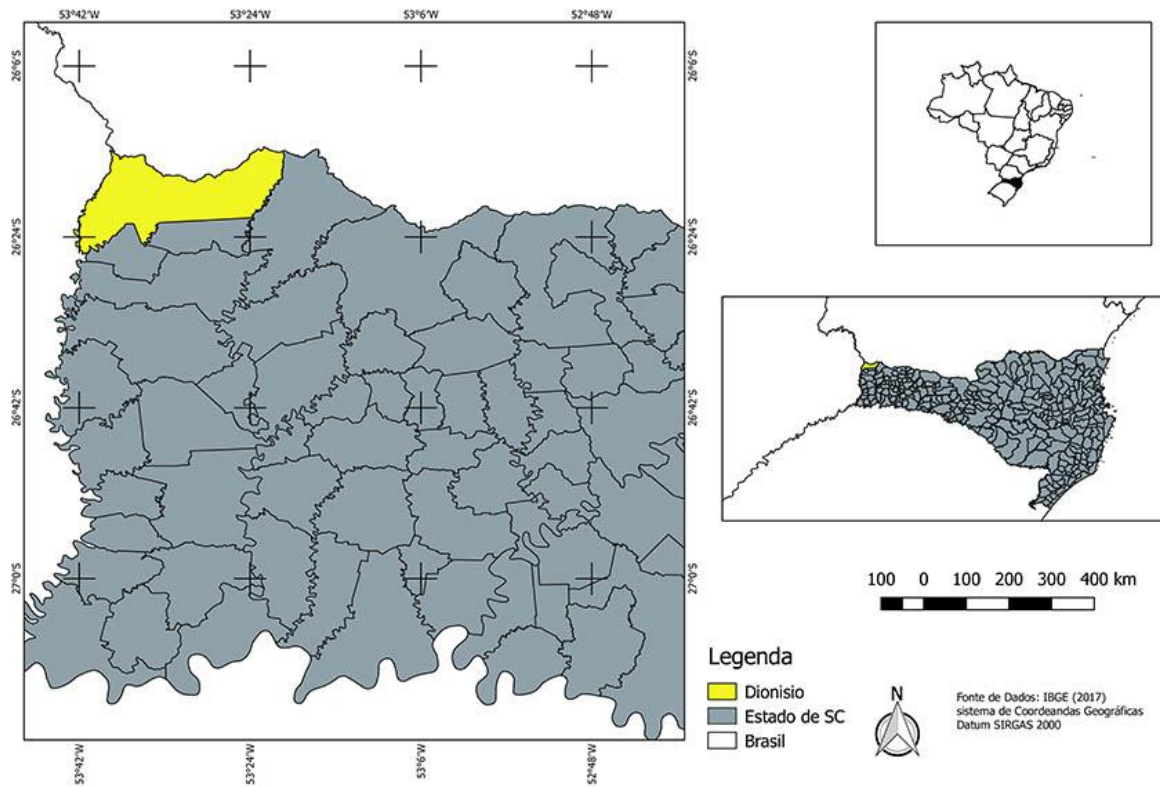 53°42'W 53°24'W 53°6'W 52°48'W
26°6'S 26°6'S
26°24'S 26°24'S
26°42'S 26°42'S
27°0'S 27°0'S
53°42'W 53°24'W 53°6'W 52°48'W
100 0 100 200 300 400 km
Legenda
Dionisio
Estado de SC
Brasil
N
Fonte de Dados: IBGE (2017)
sistema de Coordeandas Geográficas
Datum SIRGAS 2000